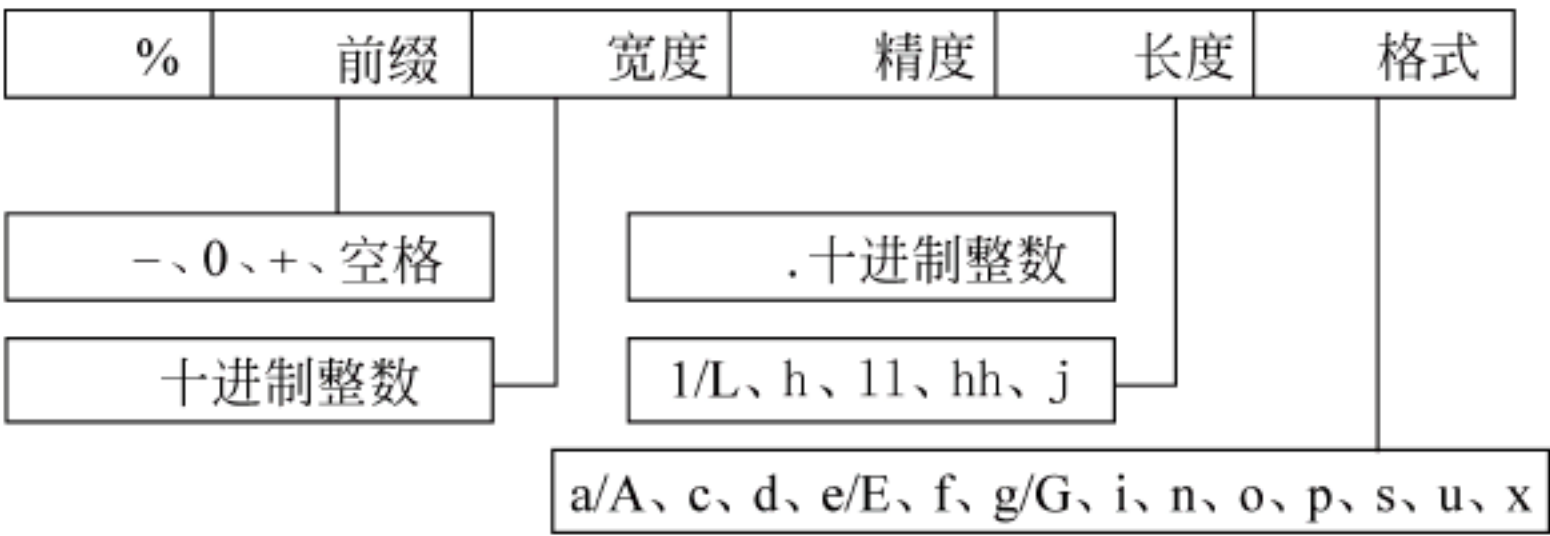 % 前缀 宽度 精度 长度 格式
−、0、+、空格 .十进制整数
十进制整数 1/L、h、ll、hh、j
a/A、c、d、e/E、f、g/G、i、n、o、p、s、u、x